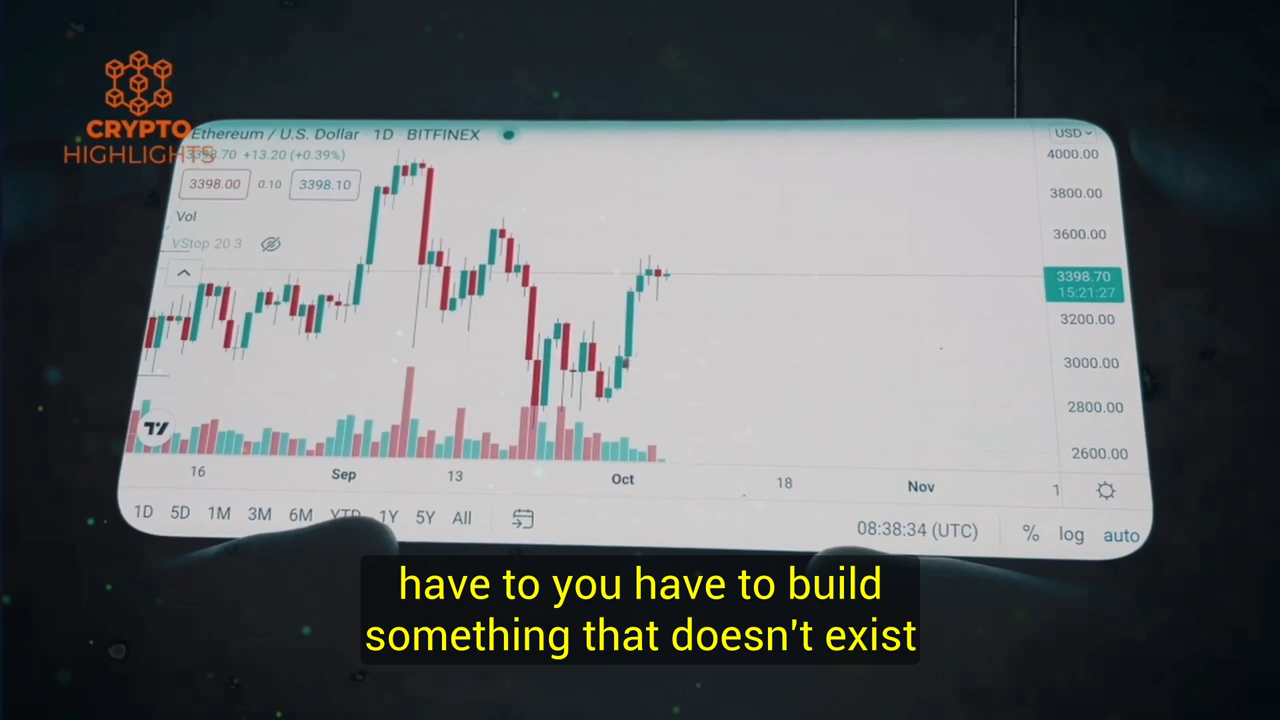 CRYPTO
HIGHLIGHTS
Ethereum / U.S. Dollar · 1D · BITFINEX
3398.70 +13.20 (+0.39%)
3398.00 0.10 3398.10
Vol
VStop 20 3
USD
4000.00
3800.00
3600.00
3398.70
15:21:27
3200.00
3000.00
2800.00
2600.00
16 Sep 13 Oct 18 Nov 1
1D 5D 1M 3M 6M YTD 1Y 5Y All
08:38:34 (UTC) % log auto
have to you have to build
something that doesn't exist